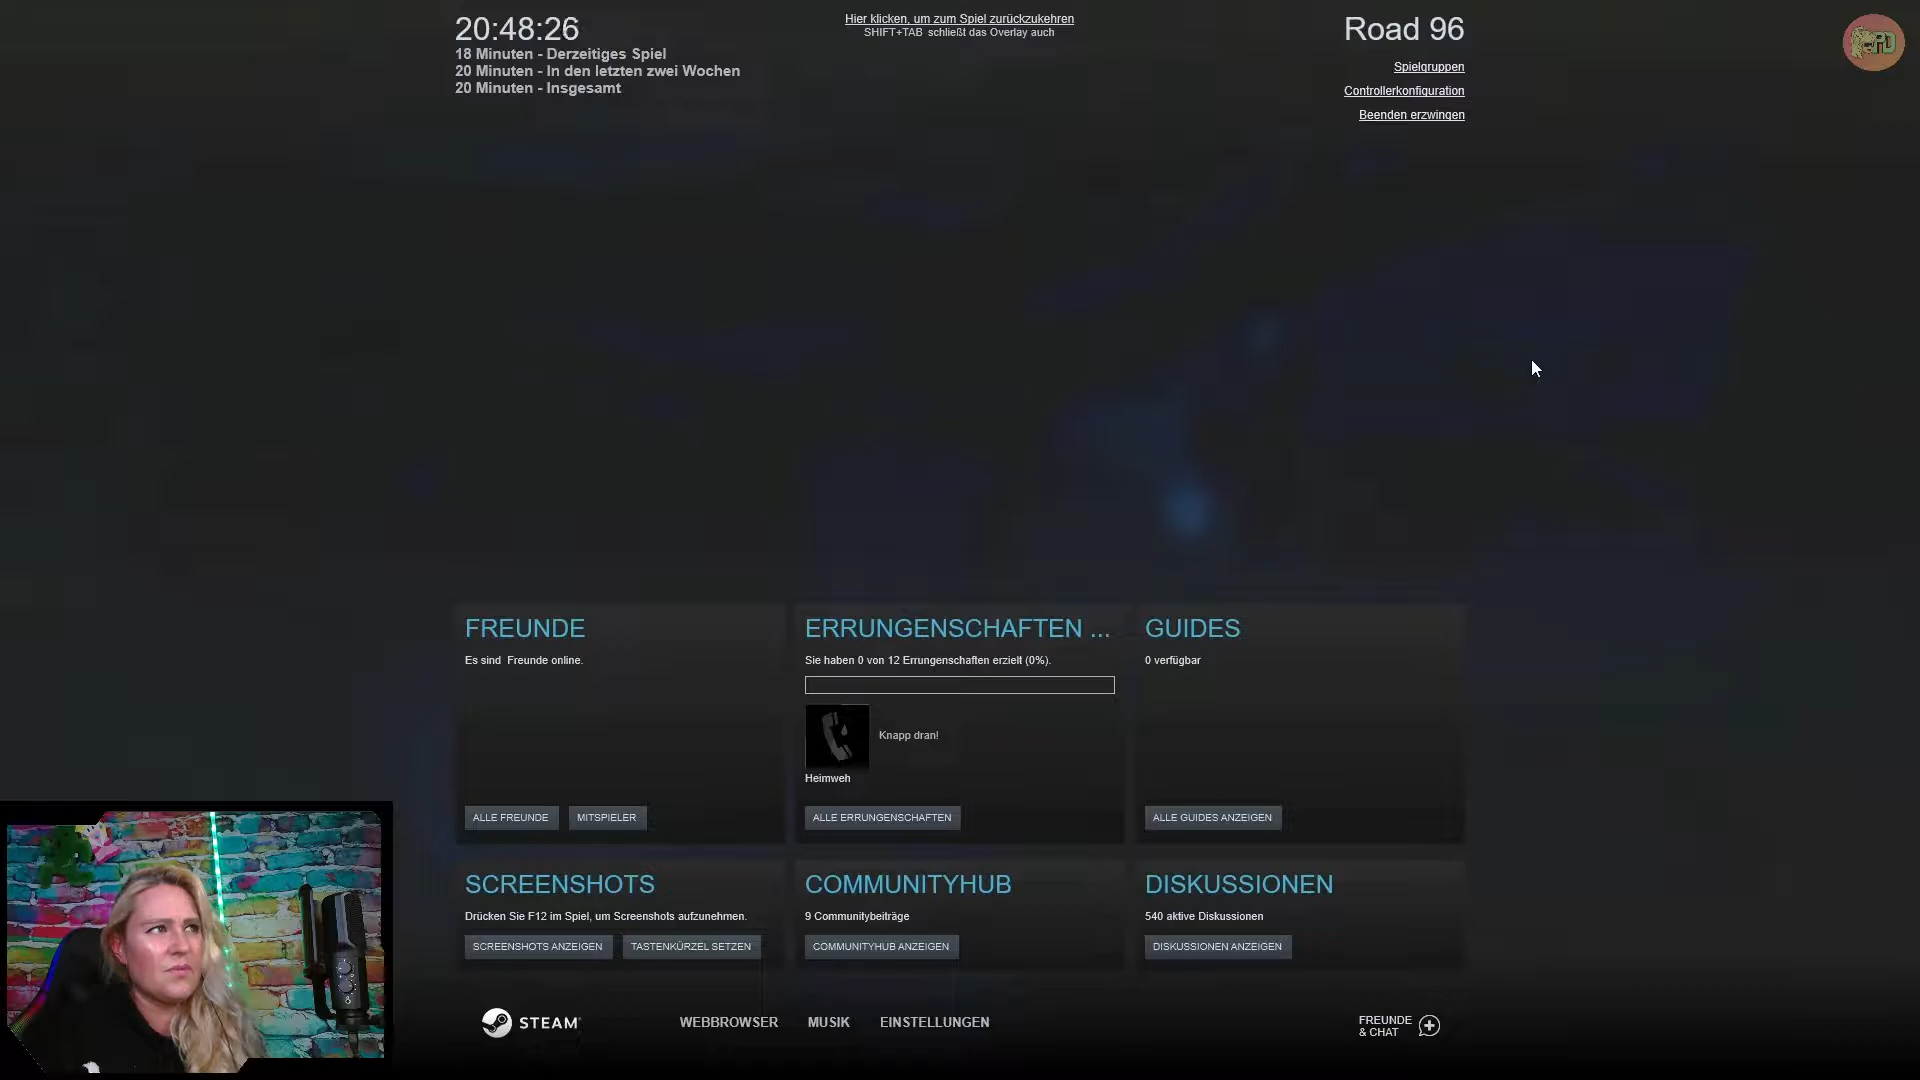 20:48:26
18 Minuten - Derzeitiges Spiel
20 Minuten - In den letzten zwei Wochen
20 Minuten - Insgesamt
Hier klicken, um zum Spiel zurückzukehren
SHIFT+TAB schließt das Overlay auch
Road 96
Spielgruppen
Controllerkonfiguration
Beenden erzwingen
PD
FREUNDE
Es sind Freunde online.
ALLE FREUNDE
MITSPIELER
ERRUNGENSCHAFTEN ...
Sie haben 0 von 12 Errungenschaften erzielt (0%).
Knapp dran!
Heimweh
ALLE ERRUNGENSCHAFTEN
GUIDES
0 verfügbar
ALLE GUIDES ANZEIGEN
SCREENSHOTS
Drücken Sie F12 im Spiel, um Screenshots aufzunehmen.
SCREENSHOTS ANZEIGEN
TASTENKÜRZEL SETZEN
COMMUNITYHUB
9 Communitybeiträge
COMMUNITYHUB ANZEIGEN
DISKUSSIONEN
540 aktive Diskussionen
DISKUSSIONEN ANZEIGEN
STEAM
WEBBROWSER
MUSIK
EINSTELLUNGEN
FREUNDE
& CHAT